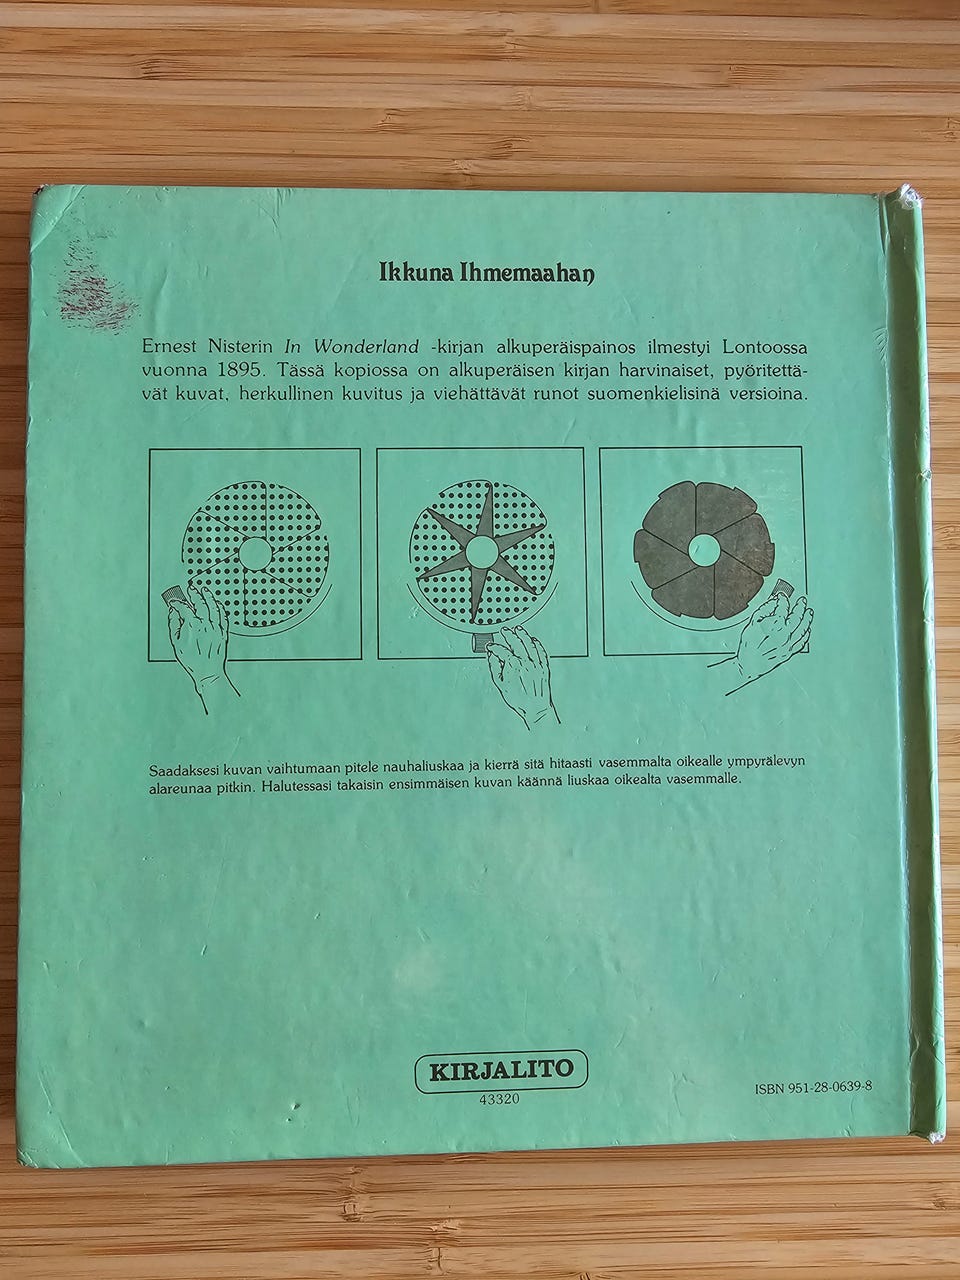 Ikkuna Ihmemaahan
Ernest Nisterin In Wonderland -kirjan alkuperäispainos ilmestyi Lontoossa
vuonna 1895. Tässä kopiossa on alkuperäisen kirjan harvinaiset, pyöritettä-
vät kuvat, herkullinen kuvitus ja viehättävät runot suomenkielisinä versioina.
Saadaksesi kuvan vaihtumaan pitele nauhaliuskaa ja kierrä sitä hitaasti vasemmalta oikealle ympyrälevyn
alareunaa pitkin. Halutessasi takaisin ensimmäisen kuvan käännä liuskaa oikealta vasemmalle.
KIRJALITO
43320
ISBN 951-28-0639-8